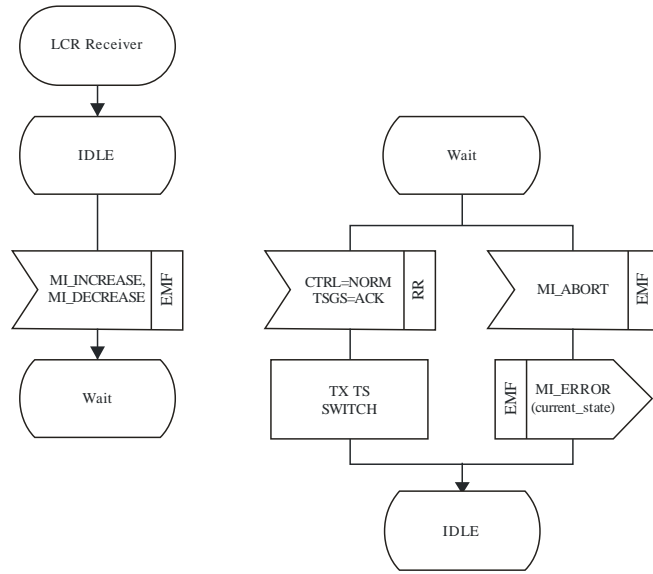 LCR Receiver
IDLE
MI_INCREASE,
MI_DECREASE
EMF
Wait
Wait
CTRL=NORM
TSGS=ACK
RR
MI_ABORT
EMF
TX TS
SWITCH
EMF
MI_ERROR
(current_state)
IDLE